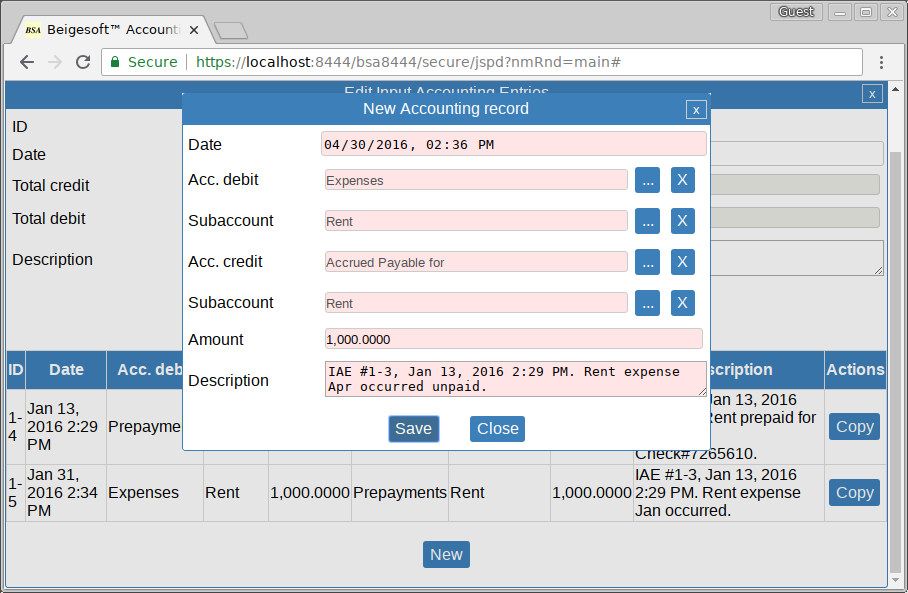 Guest
BSA Beigesoft™ Account
Secure https://localhost:8444/bsa8444/secure/jspd?nmRnd=main#
Edit Input Accounting Entries
x
New Accounting record
x
ID
Date
Total credit
Total debit
Description
Date 04/30/2016, 02:36 PM
Acc. debit Expenses ... X
Subaccount Rent ... X
Acc. credit Accrued Payable for ... X
Subaccount Rent ... X
Amount 1,000.0000
Description IAE #1-3, Jan 13, 2016 2:29 PM. Rent expense
Apr occurred unpaid.
Save Close
ID Date Acc. deb scription Actions
1-4
Jan 13,
2016 2:29
PM
Prepayme
Jan 13, 2016
Rent prepaid for
Check#7265610.
Copy
1-5
Jan 31,
2016 2:34
PM
Expenses Rent 1,000.0000 Prepayments Rent 1,000.0000
IAE #1-3, Jan 13, 2016
2:29 PM. Rent expense
Jan occurred.
Copy
New